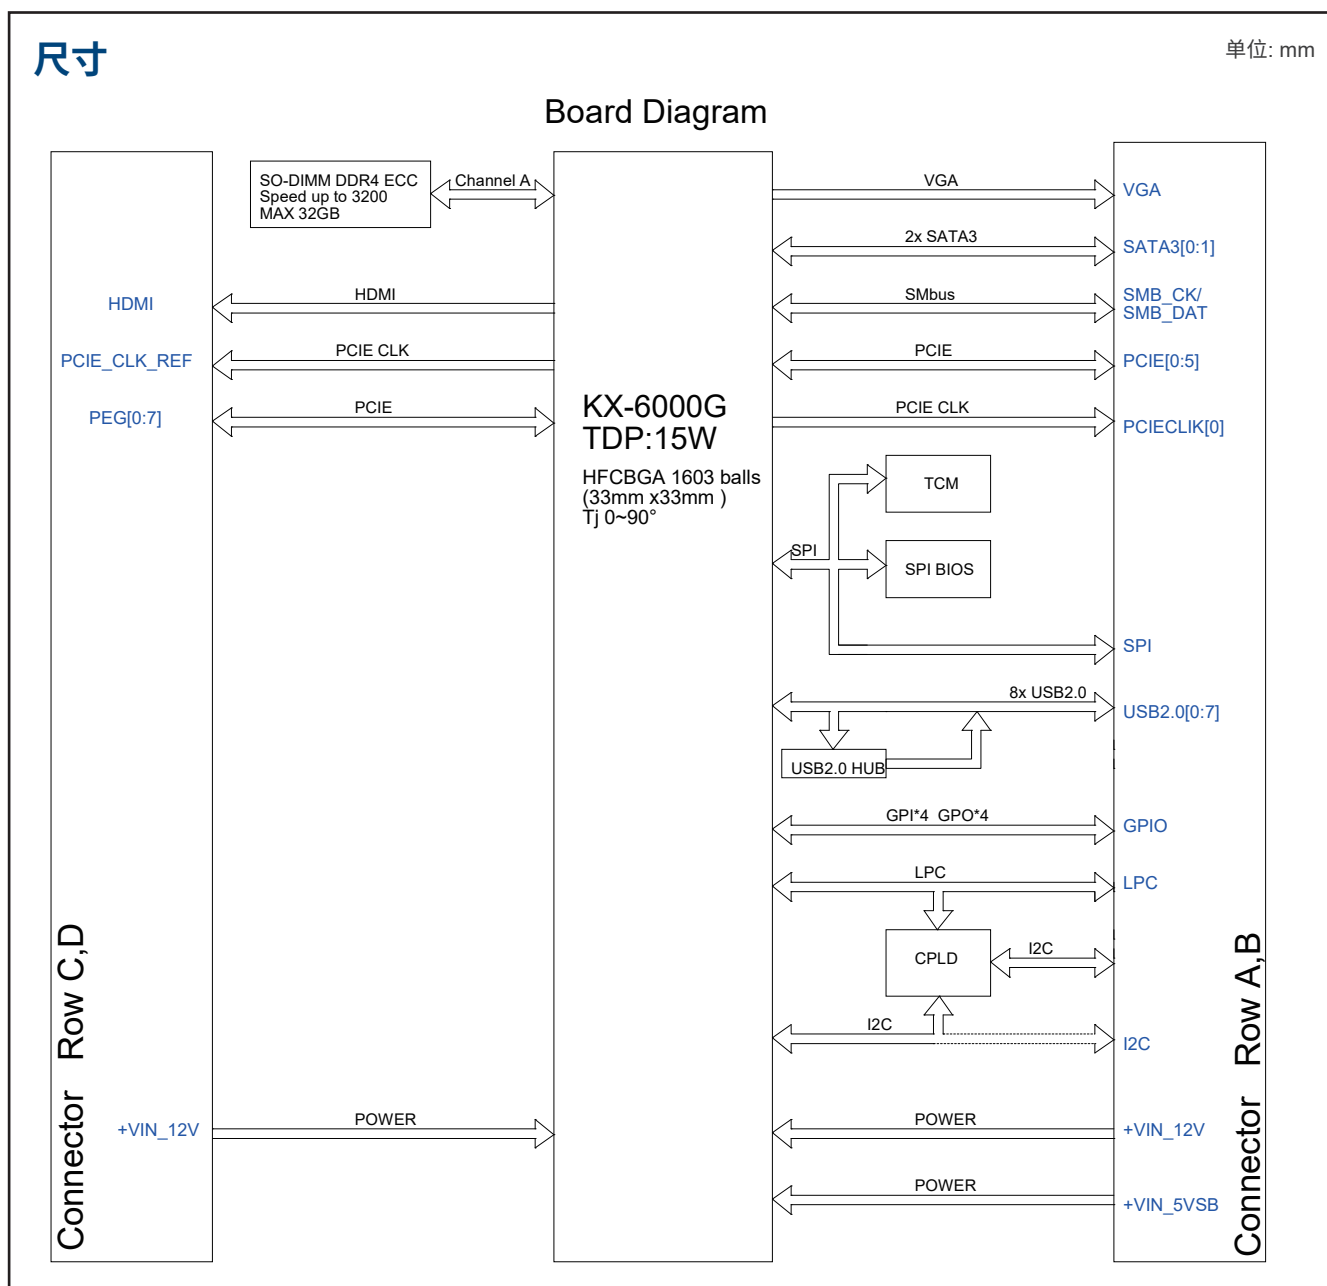 尺寸
单位: mm
Board Diagram
SO-DIMM DDR4 ECC
Speed up to 3200
MAX 32GB
Channel A
HDMI
HDMI
PCIE_CLK_REF
PCIE CLK
PEG[0:7]
PCIE
KX-6000G
TDP:15W
HFCBGA 1603 balls
(33mm x33mm )
Tj 0~90°
VGA
VGA
2x SATA3
SATA3[0:1]
SMbus
SMB_CK/
SMB_DAT
PCIE
PCIE[0:5]
PCIE CLK
PCIECLIK[0]
TCM
SPI
SPI BIOS
SPI
8x USB2.0
USB2.0[0:7]
USB2.0 HUB
GPI*4 GPO*4
GPIO
LPC
LPC
CPLD
I2C
I2C
I2C
Connector Row C,D
+VIN_12V
POWER
POWER
+VIN_12V
POWER
+VIN_5VSB
Connector Row A,B